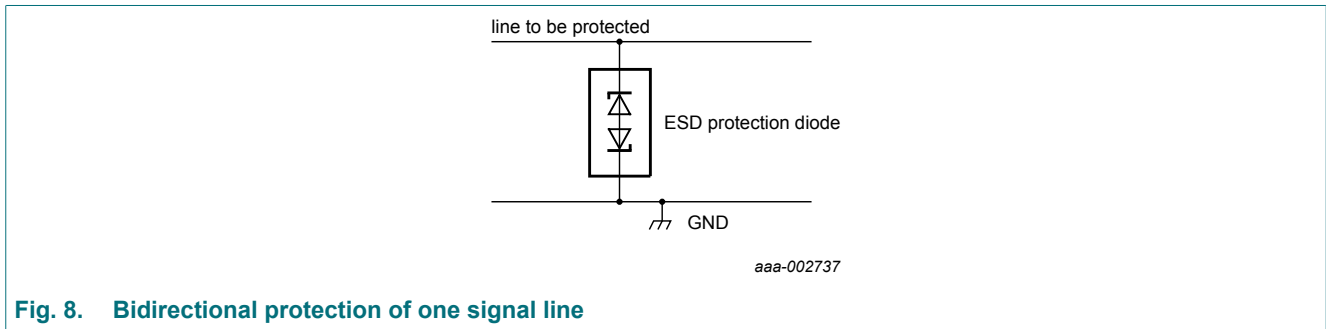 line to be protected
ESD protection diode
GND
aaa-002737
Fig. 8. Bidirectional protection of one signal line